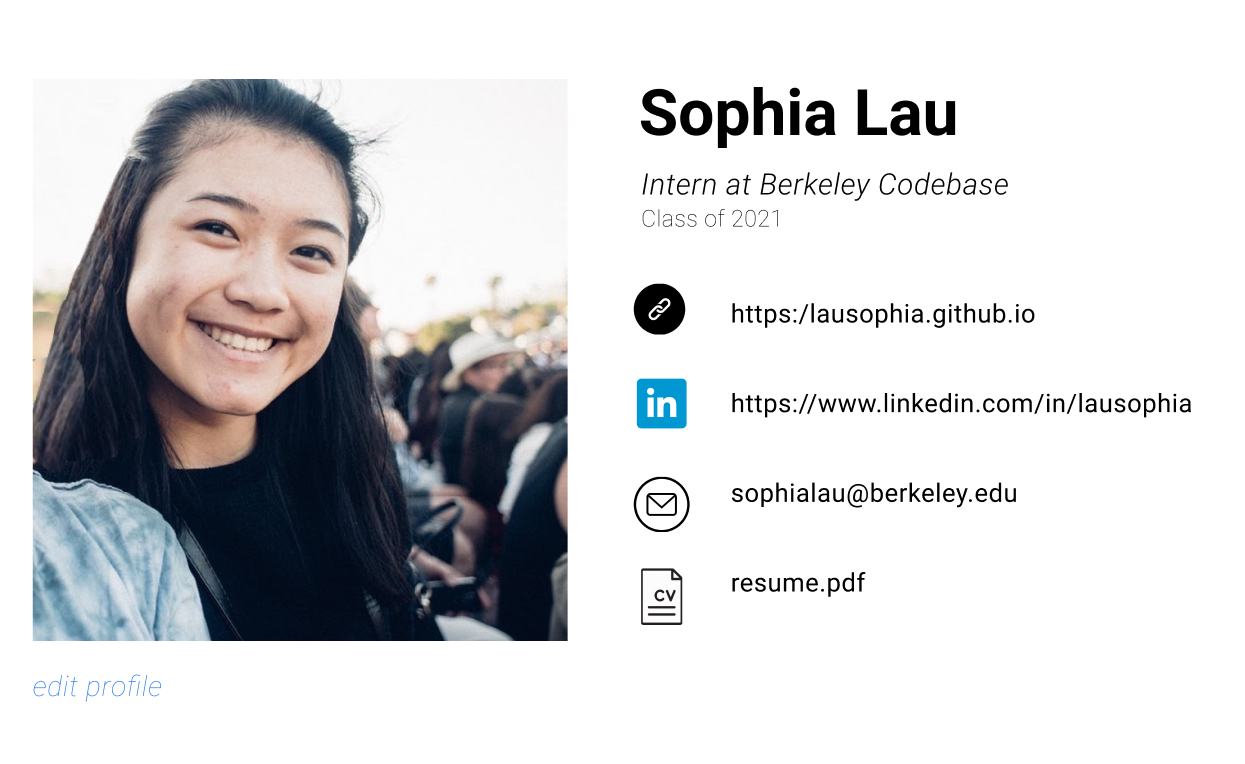 Sophia Lau
Intern at Berkeley Codebase
Class of 2021
https:/lausophia.github.io
in
https://www.linkedin.com/in/lausophia
sophialau@berkeley.edu
CV
resume.pdf
edit profile